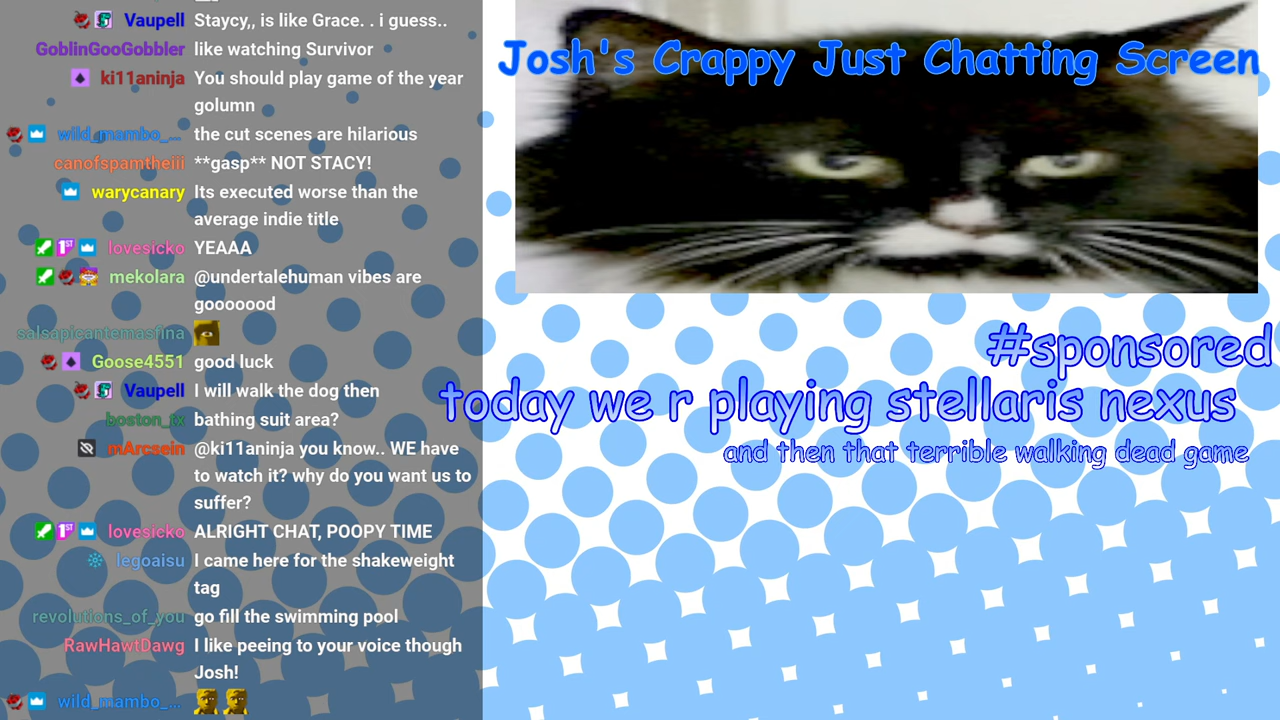 Vaupell Staycy,, is like Grace. . i guess..
GoblinGooGobbler like watching Survivor
ki11aninja You should play game of the year
golumn
wild_mambo_... the cut scenes are hilarious
canofspamtheiii **gasp** NOT STACY!
warycanary Its executed worse than the
average indie title
lovesicko YEAAA
mekolara @undertalehuman vibes are
gooooood
salsapicantemasfina
Goose4551 good luck
Vaupell I will walk the dog then
boston_fx bathing suit area?
mArcsein @ki11aninja you know.. WE have
to watch it? why do you want us to
suffer?
lovesicko ALRIGHT CHAT, POOPY TIME
legoaisu I came here for the shakeweight
tag
revolutions_of_you go fill the swimming pool
RawHawtDawg I like peeing to your voice though
Josh!
wild_mambo_...
Josh's Crappy Just Chatting Screen
#sponsored
today we r playing stellaris nexus
and then that terrible walking dead game